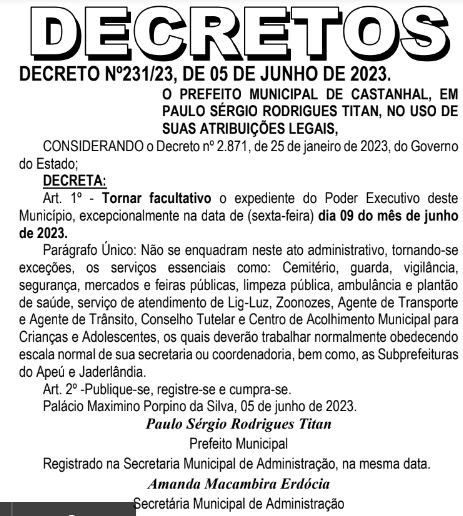 DECRETOS
DECRETO Nº231/23, DE 05 DE JUNHO DE 2023.
O PREFEITO MUNICIPAL DE CASTANHAL, EM
PAULO SÉRGIO RODRIGUES TITAN, NO USO DE
SUAS ATRIBUIÇÕES LEGAIS,
CONSIDERANDO o Decreto nº 2.871, de 25 de janeiro de 2023, do Governo
do Estado;
DECRETA:
Art. 1º - Tornar facultativo o expediente do Poder Executivo deste
Município, excepcionalmente na data de (sexta-feira) dia 09 do mês de junho
de 2023.
Parágrafo Único: Não se enquadram neste ato administrativo, tornando-se
exceções, os serviços essenciais como: Cemitério, guarda, vigilância,
segurança, mercados e feiras públicas, limpeza pública, ambulância e plantão
de saúde, serviço de atendimento de Lig-Luz, Zoonozes, Agente de Transporte
e Agente de Trânsito, Conselho Tutelar e Centro de Acolhimento Municipal para
Crianças e Adolescentes, os quais deverão trabalhar normalmente obedecendo
escala normal de sua secretaria ou coordenadoria, bem como, as Subprefeituras
do Apeú e Jaderlândia.
Art. 2º -Publique-se, registre-se e cumpra-se.
Palácio Maximino Porpino da Silva, 05 de junho de 2023.
Paulo Sérgio Rodrigues Titan
Prefeito Municipal
Registrado na Secretaria Municipal de Administração, na mesma data.
Amanda Macambira Erdócia
Secretária Municipal de Administração